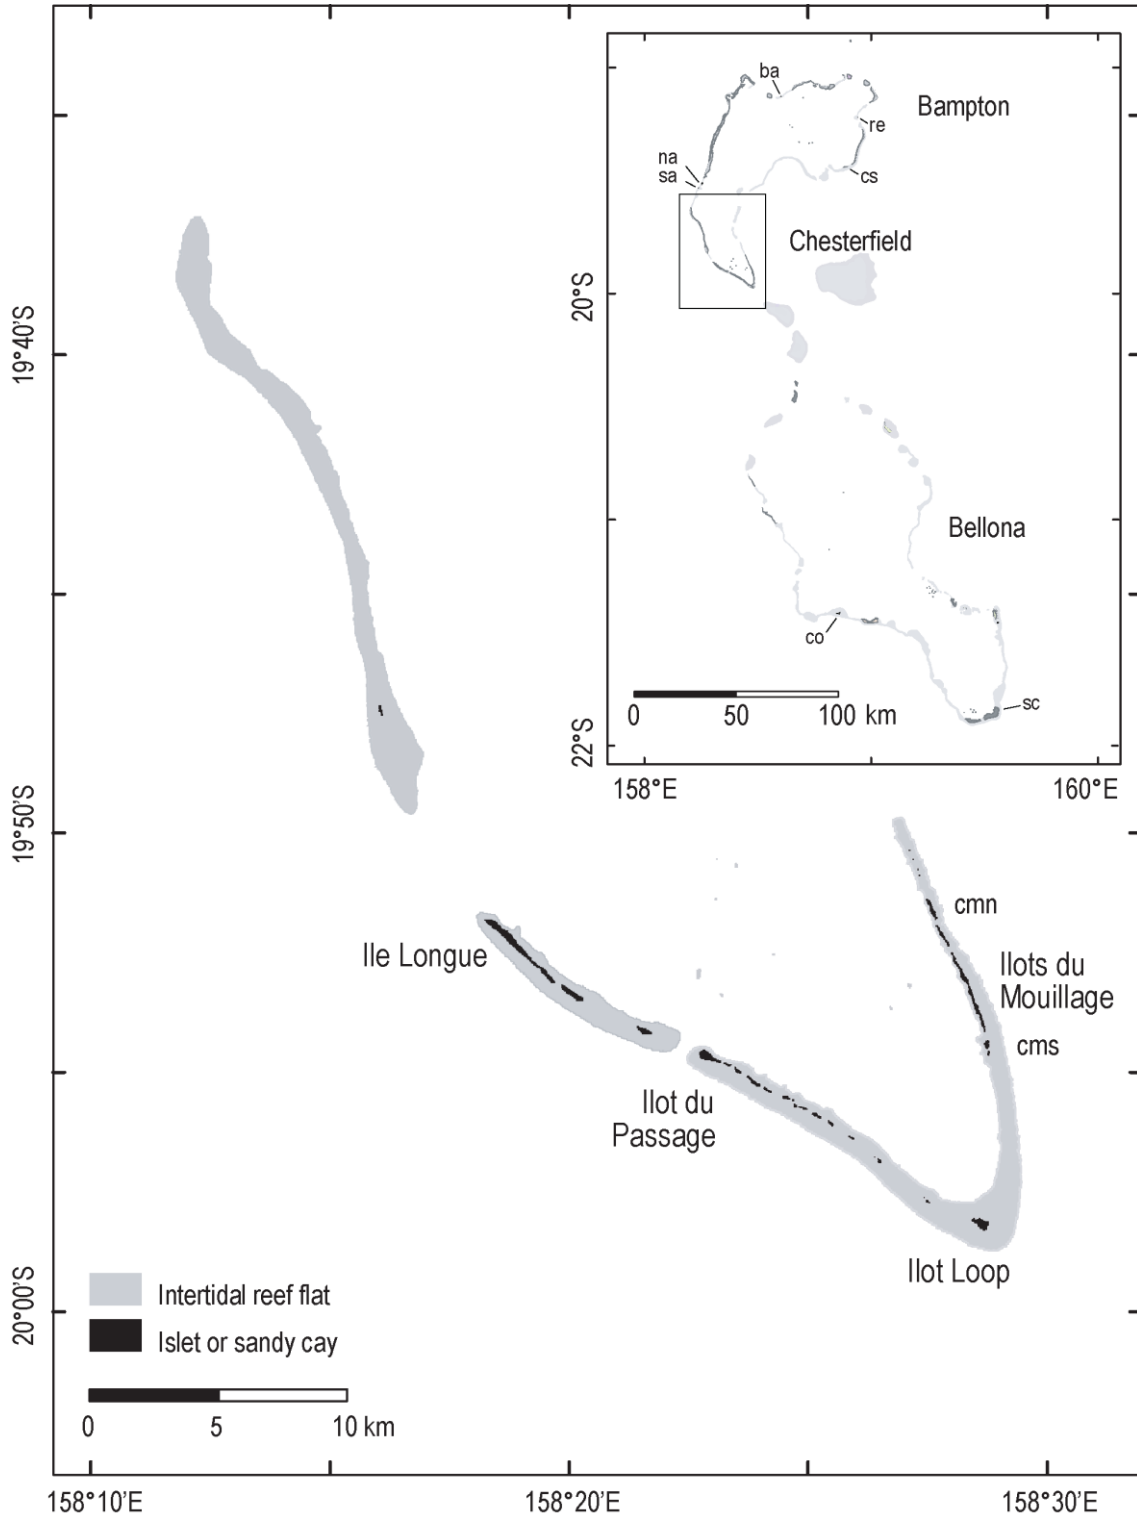 ba
Bampton
re
na
sa
cs
Chesterfield
20°S
19°40'S
Bellona
co
sc
0 50 100 km
22°S
158°E 160°E
19°50'S
cmn
Ile Longue
Ilots du
Mouillage
cms
Ilot du
Passage
Ilot Loop
20°00'S
Intertidal reef flat
Islet or sandy cay
0 5 10 km
158°10'E 158°20'E 158°30'E